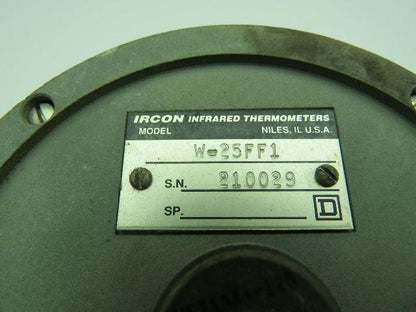 IRCON INFRARED THERMOMETERS
MODEL NILES, IL U.S.A.
W-25FF1
S.N. 210029
SP.
D